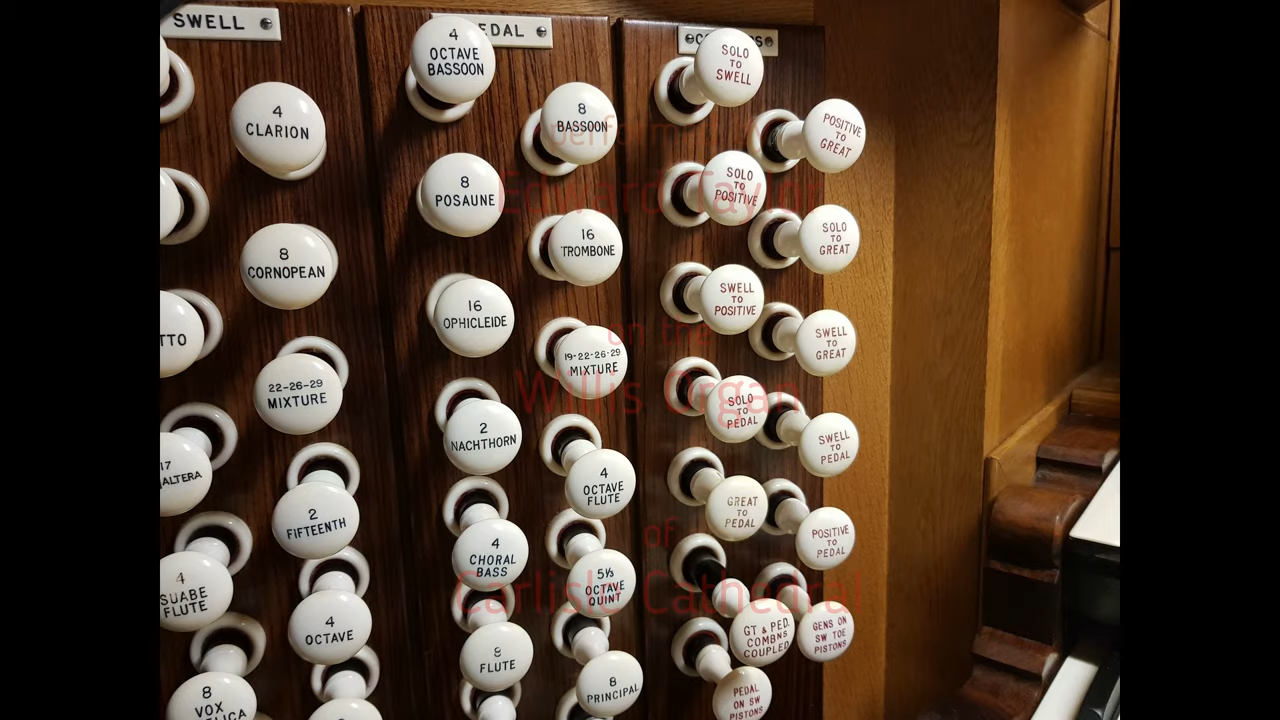 SWELL
4
CLARION
8
CORNOPEAN
TTO
22-26-29
MIXTURE
17
ALTERA
2
FIFTEENTH
4
SUABE
FLUTE
4
OCTAVE
8
VOX
EDAL
4
OCTAVE
BASSOON
8
BASSOON
8
POSAUNE
16
TROMBONE
16
OPHICLEIDE
19-22-26-29
MIXTURE
2
NACHTHORN
4
OCTAVE
FLUTE
4
CHORAL
BASS
5⅓
OCTAVE
QUINT
8
FLUTE
8
PRINCIPAL
SOLO
TO
SWELL
POSITIVE
TO
GREAT
SOLO
TO
POSITIVE
SOLO
TO
GREAT
SWELL
TO
POSITIVE
SWELL
TO
GREAT
SOLO
TO
PEDAL
SWELL
TO
PEDAL
GREAT
TO
PEDAL
POSITIVE
TO
PEDAL
GT & PED.
COMBNS
COUPLED
GENS ON
SW TOE
PISTONS
PEDAL
ON SW
PISTONS
Edward Taylor
on the
Willis Organ
of
Carlisle Cathedral